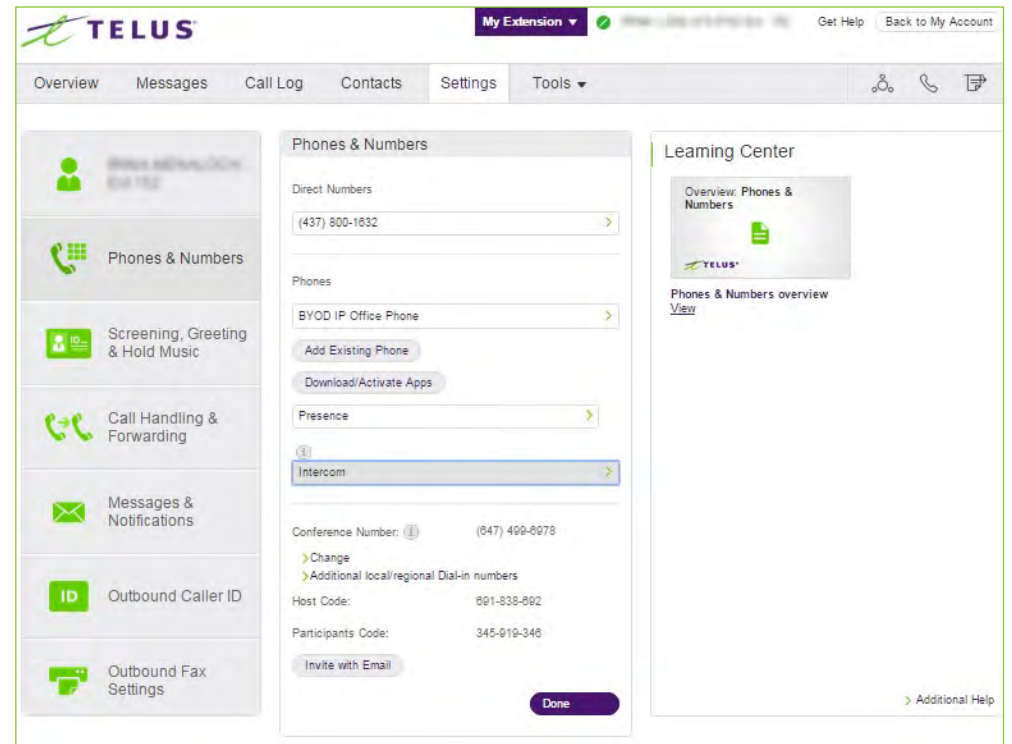 TELUS
My Extension
Get Help
Back to My Account
Overview
Messages
Call Log
Contacts
Settings
Tools
Phones & Numbers
Screening, Greeting
& Hold Music
Call Handling &
Forwarding
ID
Messages &
Notifications
ID
Outbound Caller ID
Outbound Fax
Settings
Phones & Numbers
Direct Numbers
(437) 800-1632
Phones
BYOD IP Office Phone
Add Existing Phone
Download/Activate Apps
Presence
Intercom
Conference Number:
(647) 499-6978
Change
Additional local/regional Dial-in numbers
Host Code:
691-838-692
Participants Code:
345-919-346
Invite with Email
Done
Learning Center
Overview: Phones &
Numbers
TELUS
Phones & Numbers overview
View
Additional Help